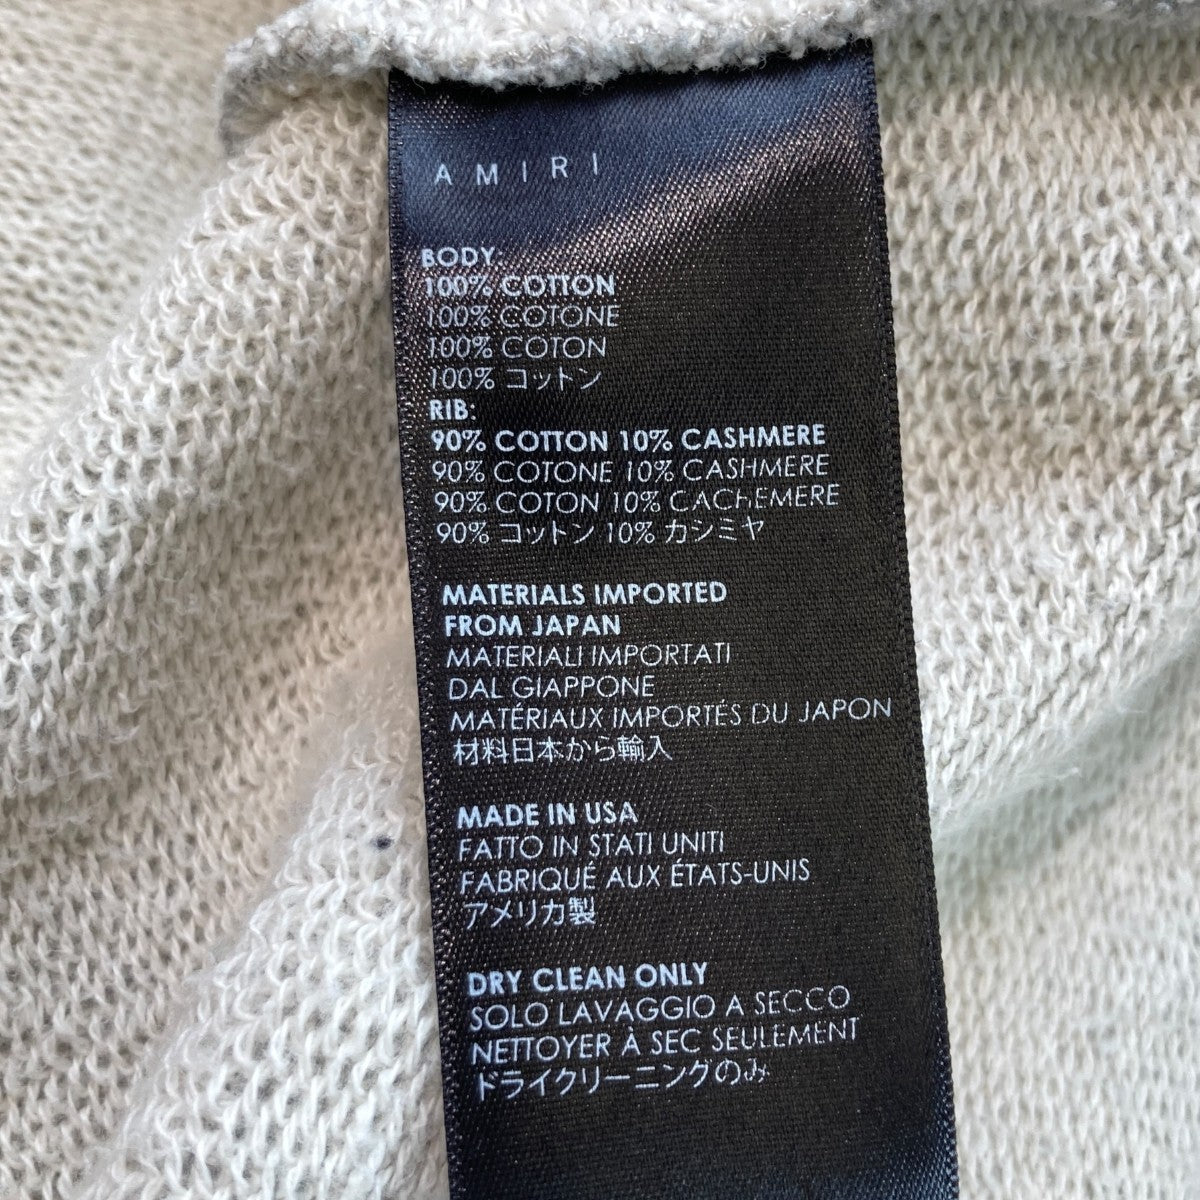 AMIRI
BODY
100% COTTON
100% COTONE
100% COTON
100% コットン
RIB:
90% COTTON 10% CASHMERE
90% COTONE 10% CASHMERE
90% COTON 10% CACHEMERE
90% コットン 10% カシミヤ
MATERIALS IMPORTED
FROM JAPAN
MATERIALI IMPORTATI
DAL GIAPPONE
MATÉRIAUX IMPORTÉS DU JAPON
材料日本から輸入
MADE IN USA
FATTO IN STATI UNITI
FABRIQUÉ AUX ÉTATS-UNIS
アメリカ製
DRY CLEAN ONLY
SOLO LAVAGGIO A SECCO
NETTOYER À SEC SEULEMENT
ドライクリーニングのみ